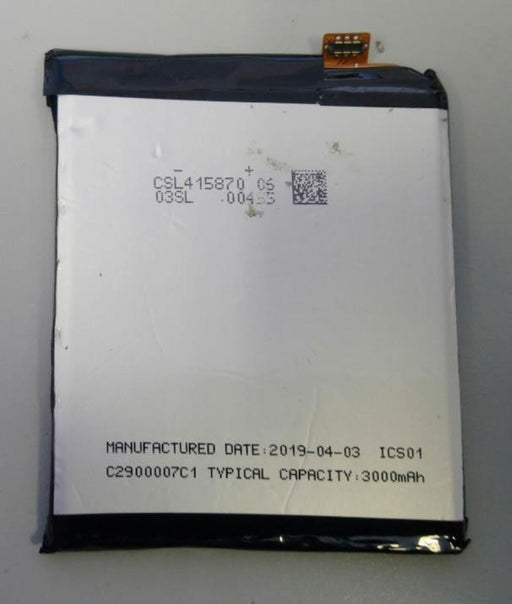 - +
CSL415870 06
03SL
MANUFACTURED DATE:2019-04-03 ICS01
C2900007C1 TYPICAL CAPACITY:3000mAh